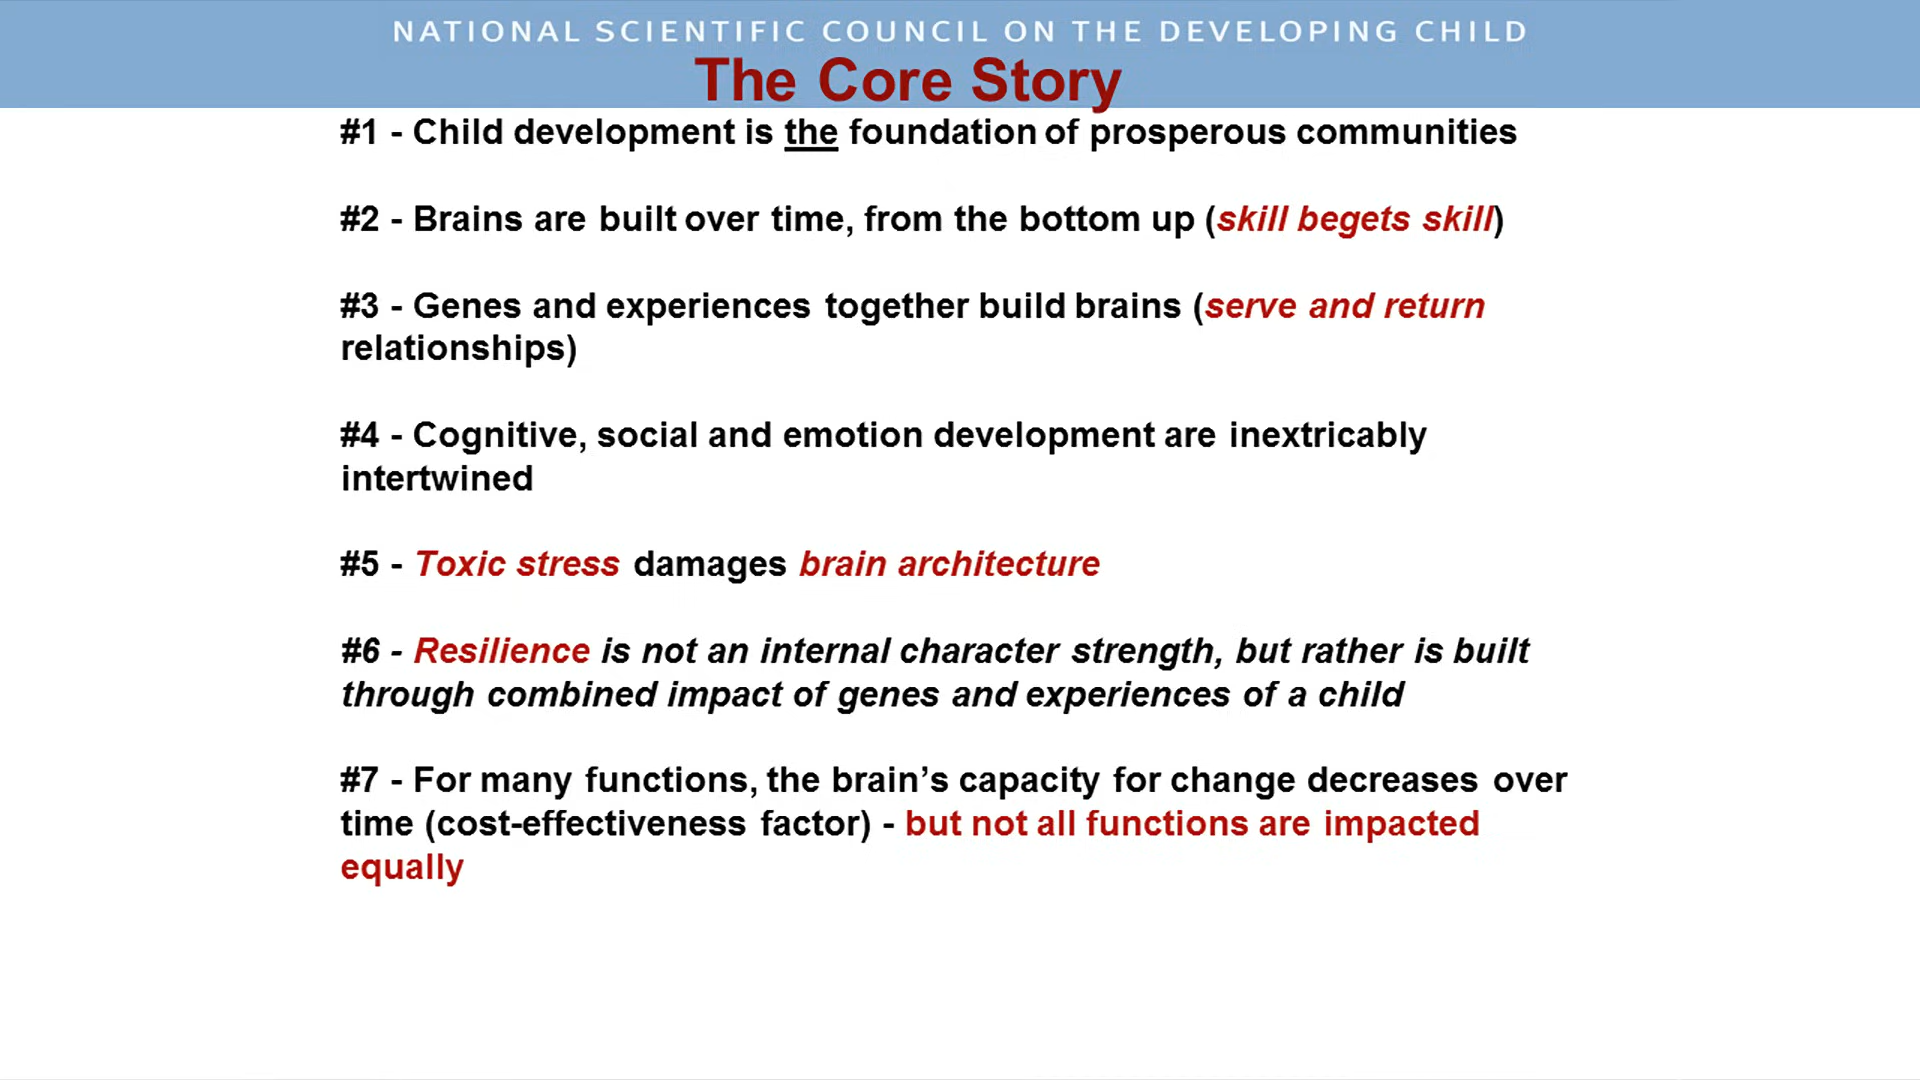 NATIONAL SCIENTIFIC COUNCIL ON THE DEVELOPING CHILD
The Core Story
#1 - Child development is the foundation of prosperous communities
#2 - Brains are built over time, from the bottom up (skill begets skill)
#3 - Genes and experiences together build brains (serve and return
relationships)
#4 - Cognitive, social and emotion development are inextricably
intertwined
#5 - Toxic stress damages brain architecture
#6 - Resilience is not an internal character strength, but rather is built
through combined impact of genes and experiences of a child
#7 - For many functions, the brain’s capacity for change decreases over
time (cost-effectiveness factor) - but not all functions are impacted
equally